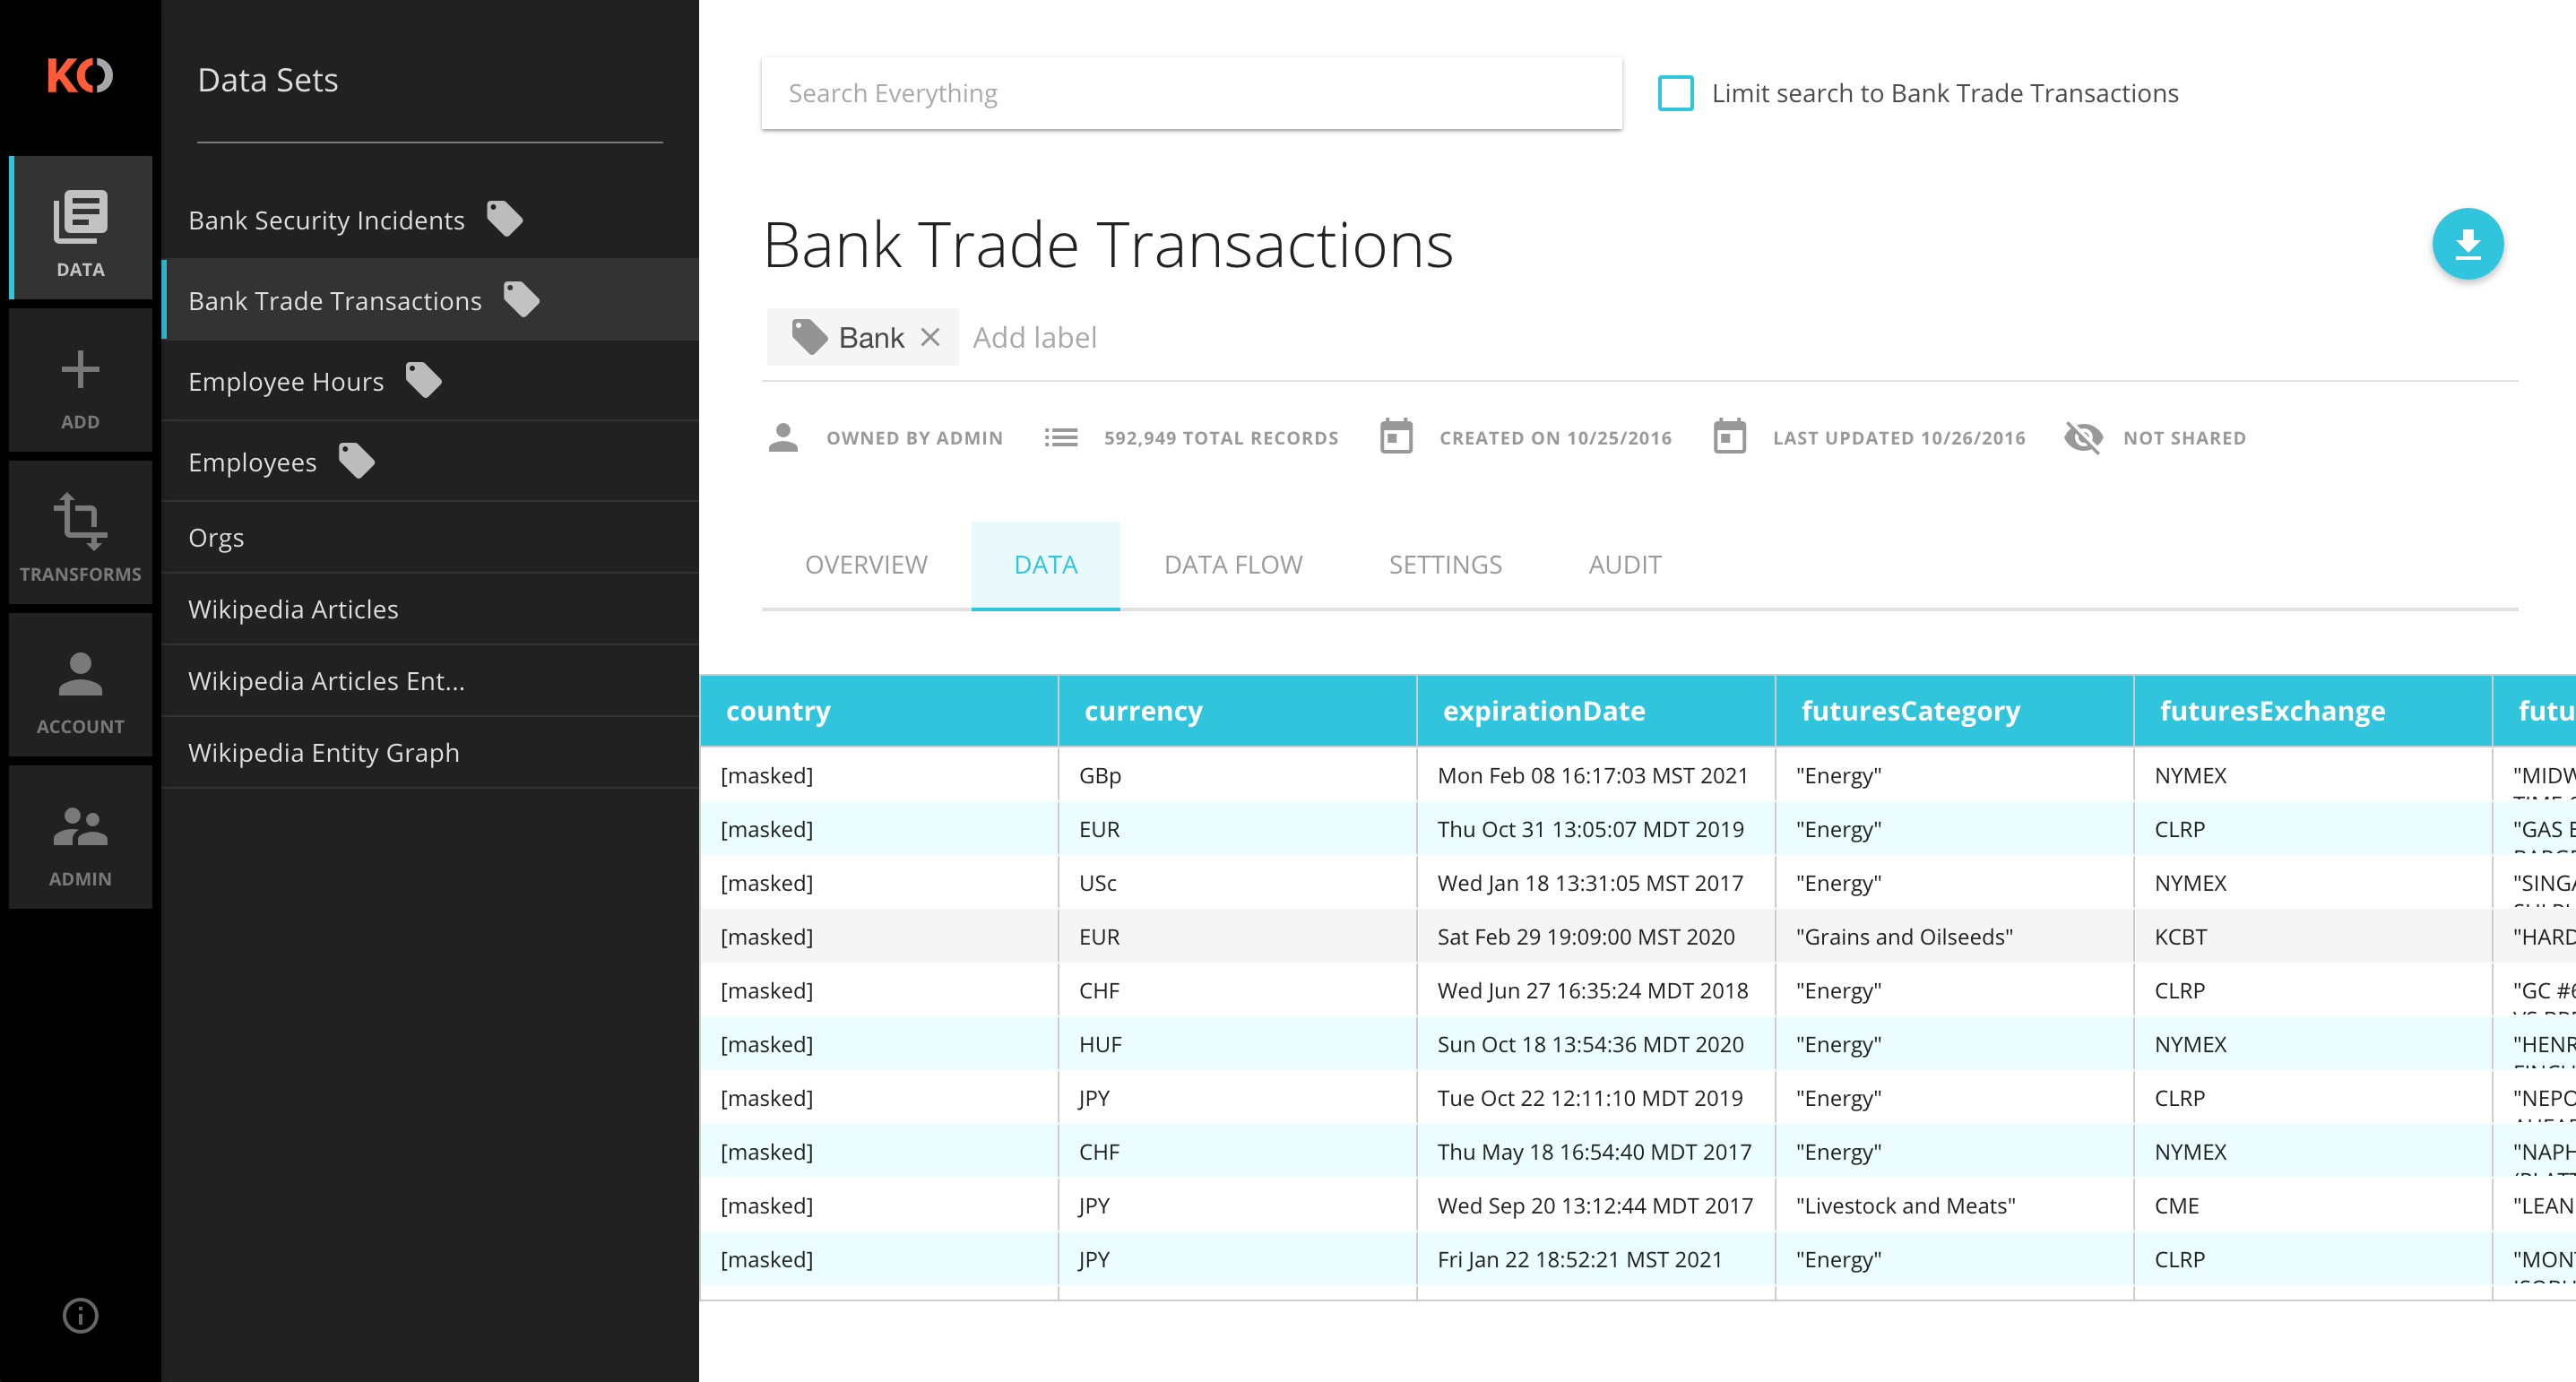 KO
Data Sets
DATA
ADD
TRANSFORMS
ACCOUNT
ADMIN
Bank Security Incidents
Bank Trade Transactions
Employee Hours
Employees
Orgs
Wikipedia Articles
Wikipedia Articles Ent...
Wikipedia Entity Graph
Search Everything
Limit search to Bank Trade Transactions
Bank Trade Transactions
Bank Add label
OWNED BY ADMIN 592,949 TOTAL RECORDS CREATED ON 10/25/2016 LAST UPDATED 10/26/2016 NOT SHARED
OVERVIEW DATA DATA FLOW SETTINGS AUDIT
country currency expirationDate futuresCategory futuresExchange futu
[masked] GBp Mon Feb 08 16:17:03 MST 2021 "Energy" NYMEX "MIDW
[masked] EUR Thu Oct 31 13:05:07 MDT 2019 "Energy" CLRP "GAS
[masked] USc Wed Jan 18 13:31:05 MST 2017 "Energy" NYMEX "SINGA
[masked] EUR Sat Feb 29 19:09:00 MST 2020 "Grains and Oilseeds" KCBT "HARD
[masked] CHF Wed Jun 27 16:35:24 MDT 2018 "Energy" CLRP "GC
[masked] HUF Sun Oct 18 13:54:36 MDT 2020 "Energy" NYMEX "HENR
[masked] JPY Tue Oct 22 12:11:10 MDT 2019 "Energy" CLRP "NEPO
[masked] CHF Thu May 18 16:54:40 MDT 2017 "Energy" NYMEX "NAPH
[masked] JPY Wed Sep 20 13:12:44 MDT 2017 "Livestock and Meats" CME "LEAN
[masked] JPY Fri Jan 22 18:52:21 MST 2021 "Energy" CLRP "MON